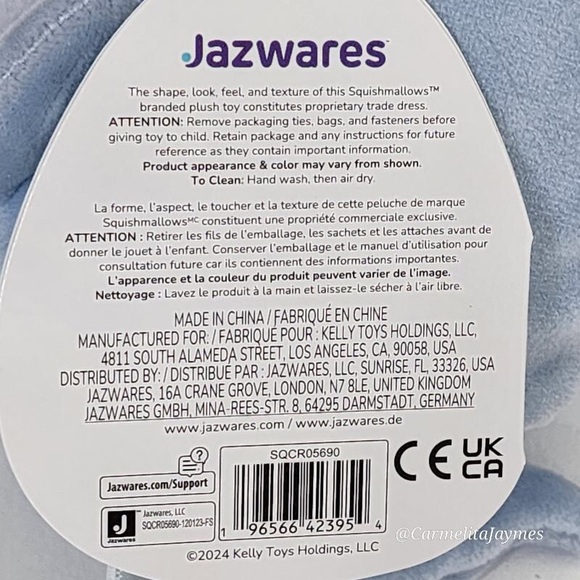 Jazwares™
The shape, look, feel, and texture of this Squishmallows™
branded plush toy constitutes proprietary trade dress.
ATTENTION: Remove packaging ties, bags, and fasteners before
giving toy to child. Retain package and any instructions for future
reference as they contain important information.
Product appearance & color may vary from shown.
To Clean: Hand wash, then air dry.
La forme, l'aspect, le toucher et la texture de cette peluche de marque
Squishmallowsᴹᶜ constituent une propriété commerciale exclusive.
ATTENTION : Retirer les fils de l'emballage, les sachets et les attaches avant de
donner le jouet à l'enfant. Conserver l'emballage et le manuel d'utilisation pour
consultation future car ils contiennent des informations importantes.
L'apparence et la couleur du produit peuvent varier de l'image.
Nettoyage : Lavez le produit à la main et laissez-le sécher à l'air libre.
MADE IN CHINA / FABRIQUÉ EN CHINE
MANUFACTURED FOR: / FABRIQUÉ POUR : KELLY TOYS HOLDINGS, LLC,
4811 SOUTH ALAMEDA STREET, LOS ANGELES, CA, 90058, USA
DISTRIBUTED BY: / DISTRIBUÉ PAR : JAZWARES, LLC, SUNRISE, FL, 33326, USA
JAZWARES, 16A CRANE GROVE, LONDON, N7 8LE, UNITED KINGDOM
JAZWARES GMBH, MINA-REES-STR. 8, 64295 DARMSTADT, GERMANY
www.jazwares.com / www.jazwares.de
?
Jazwares.com/Support
J
Jazwares
Jazwares, LLC
SQCR05690-120123-FS
SQCR05690
1 96566 42395 4
CE UK
CA
©2024 Kelly Toys Holdings, LLC
@CarmelitaJaymes